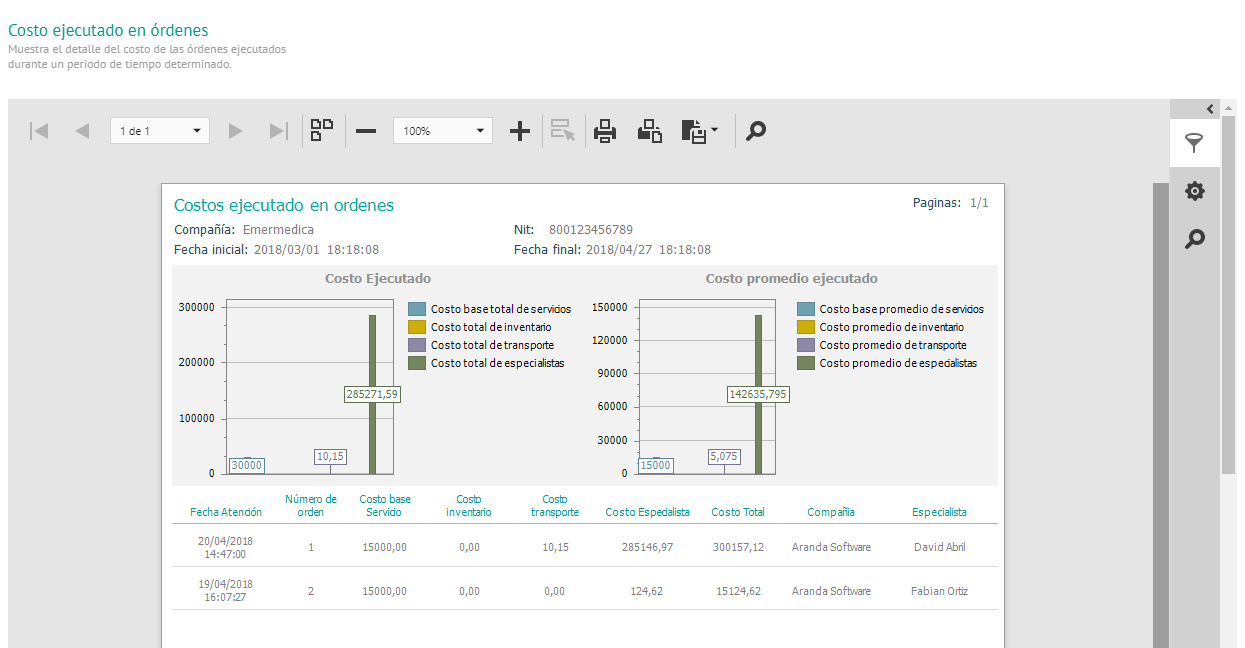 Costo ejecutado en órdenes
Muestra el detalle del costo de las órdenes ejecutados
durante un periodo de tiempo determinado.
1 de 1
100%
Costos ejecutado en ordenes
Paginas: 1/1
Compañía: Emermedica
Nit: 800123456789
Fecha inicial: 2018/03/01 18:18:08
Fecha final: 2018/04/27 18:18:08
Costo Ejecutado
300000
200000
100000
0
30000
10,15
285271,59
Costo base total de servicios
Costo total de inventario
Costo total de transporte
Costo total de especialistas
Costo promedio ejecutado
150000
120000
90000
60000
30000
0
15000
5,075
142635,795
Costo base promedio de servicios
Costo promedio de inventario
Costo promedio de transporte
Costo promedio de especialistas
Fecha Atención Número de orden Costo base Servido Costo inventario Costo transporte Costo Especialista Costo Total Compañia Especialista
20/04/2018 14:47:00 1 15000,00 0,00 10,15 285146,97 300157,12 Aranda Software David Abril
19/04/2018 16:07:27 2 15000,00 0,00 0,00 124,62 15124,62 Aranda Software Fabian Ortiz